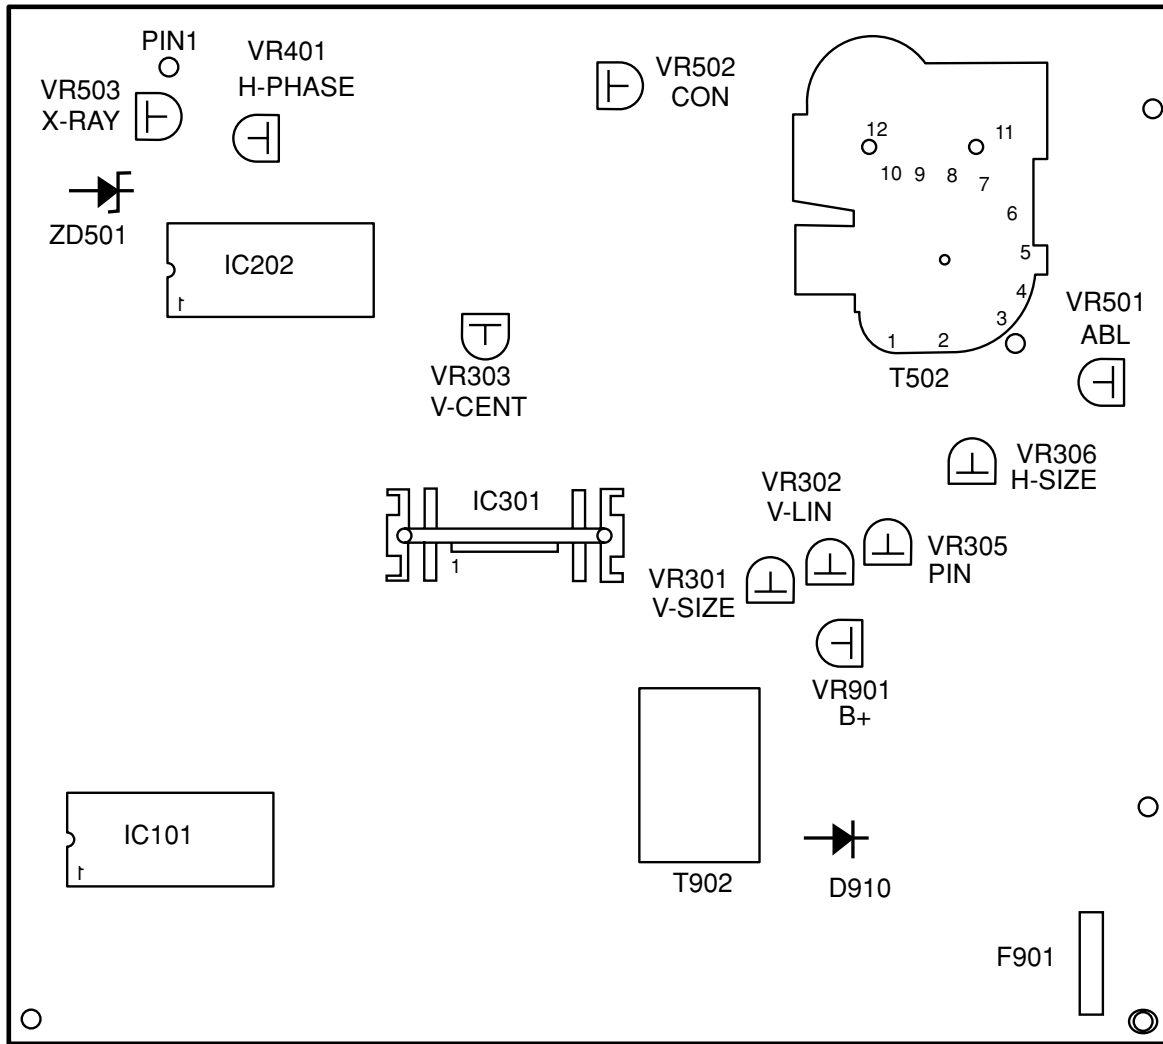 PIN1
VR401
H-PHASE
VR503
X-RAY
VR502
CON
12
11
10 9 8 7
6
5
4
3
1 2
T502
ZD501
IC202
1
VR501
ABL
VR303
V-CENT
VR306
H-SIZE
VR302
V-LIN
IC301
1
VR305
PIN
VR301
V-SIZE
VR901
B+
IC101
1
T902
D910
F901